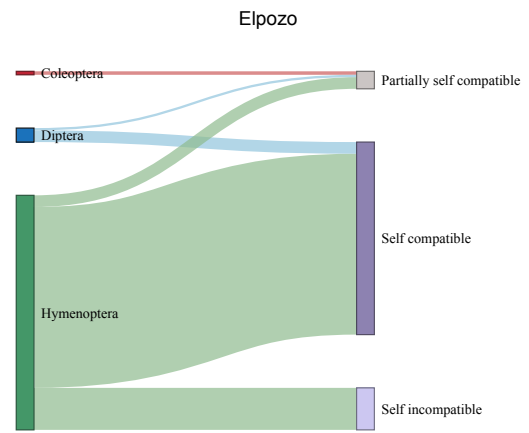 Elpozo
Coleoptera
Partially self compatible
Diptera
Self compatible
Hymenoptera
Self incompatible